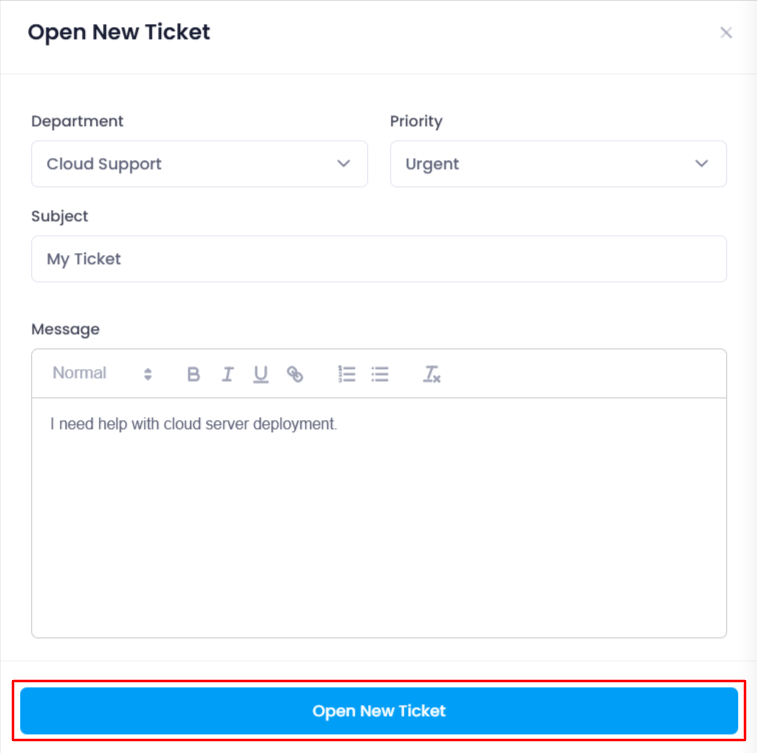 Open New Ticket
Department
Priority
Cloud Support
Urgent
Subject
My Ticket
Message
Normal
I need help with cloud server deployment.
Open New Ticket